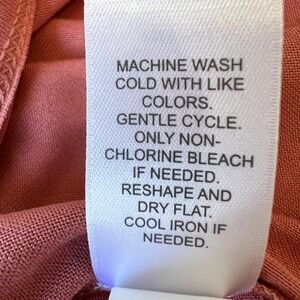 MACHINE WASH
COLD WITH LIKE
COLORS.
GENTLE CYCLE.
ONLY NON-
CHLORINE BLEACH
IF NEEDED.
RESHAPE AND
DRY FLAT.
COOL IRON IF
NEEDED.